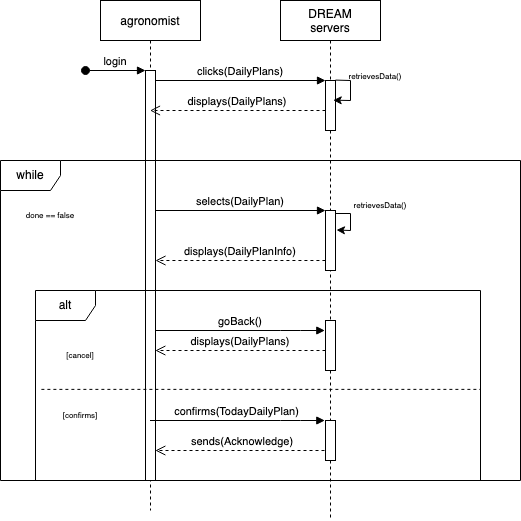 agronomist
DREAM
servers
login
clicks(DailyPlans)
retrievesData()
displays(DailyPlans)
while
done == false
selects(DailyPlan)
retrievesData()
displays(DailyPlanInfo)
alt
goBack()
displays(DailyPlans)
[cancel]
[confirms]
confirms(TodayDailyPlan)
sends(Acknowledge)